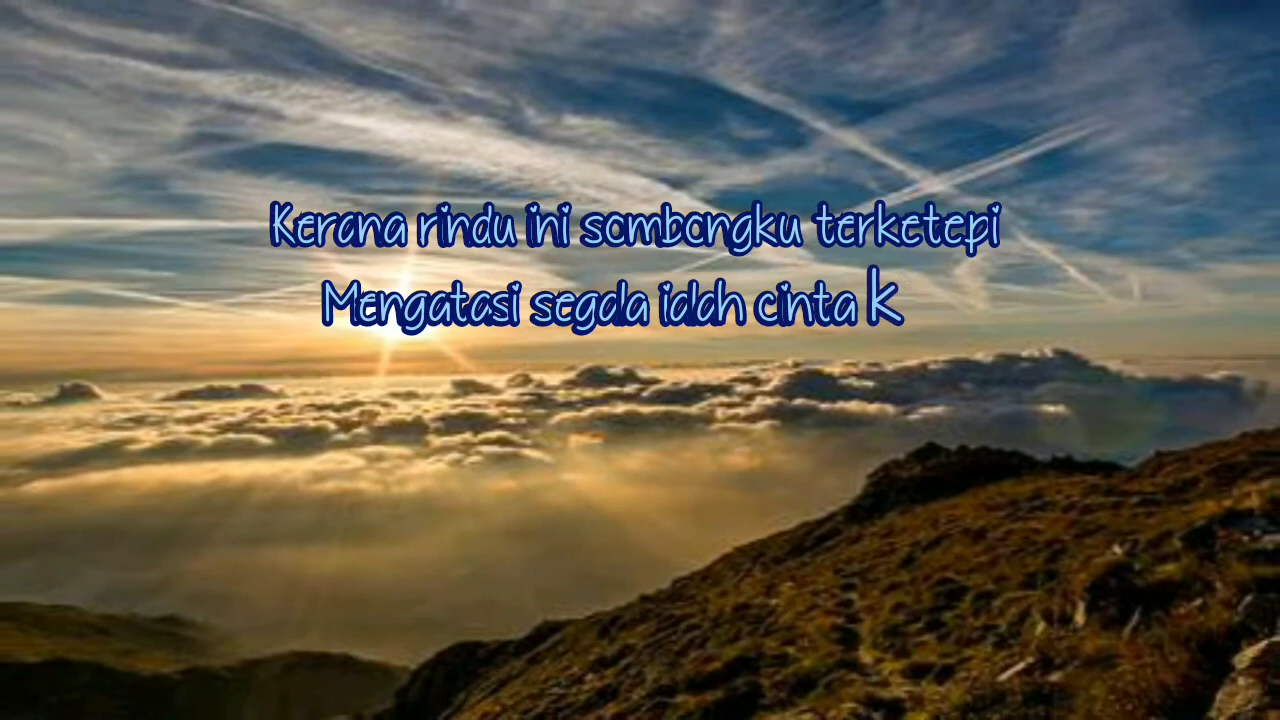 Kerana rindu ini sombongku terketepi
Mengatasi segala idah cinta k